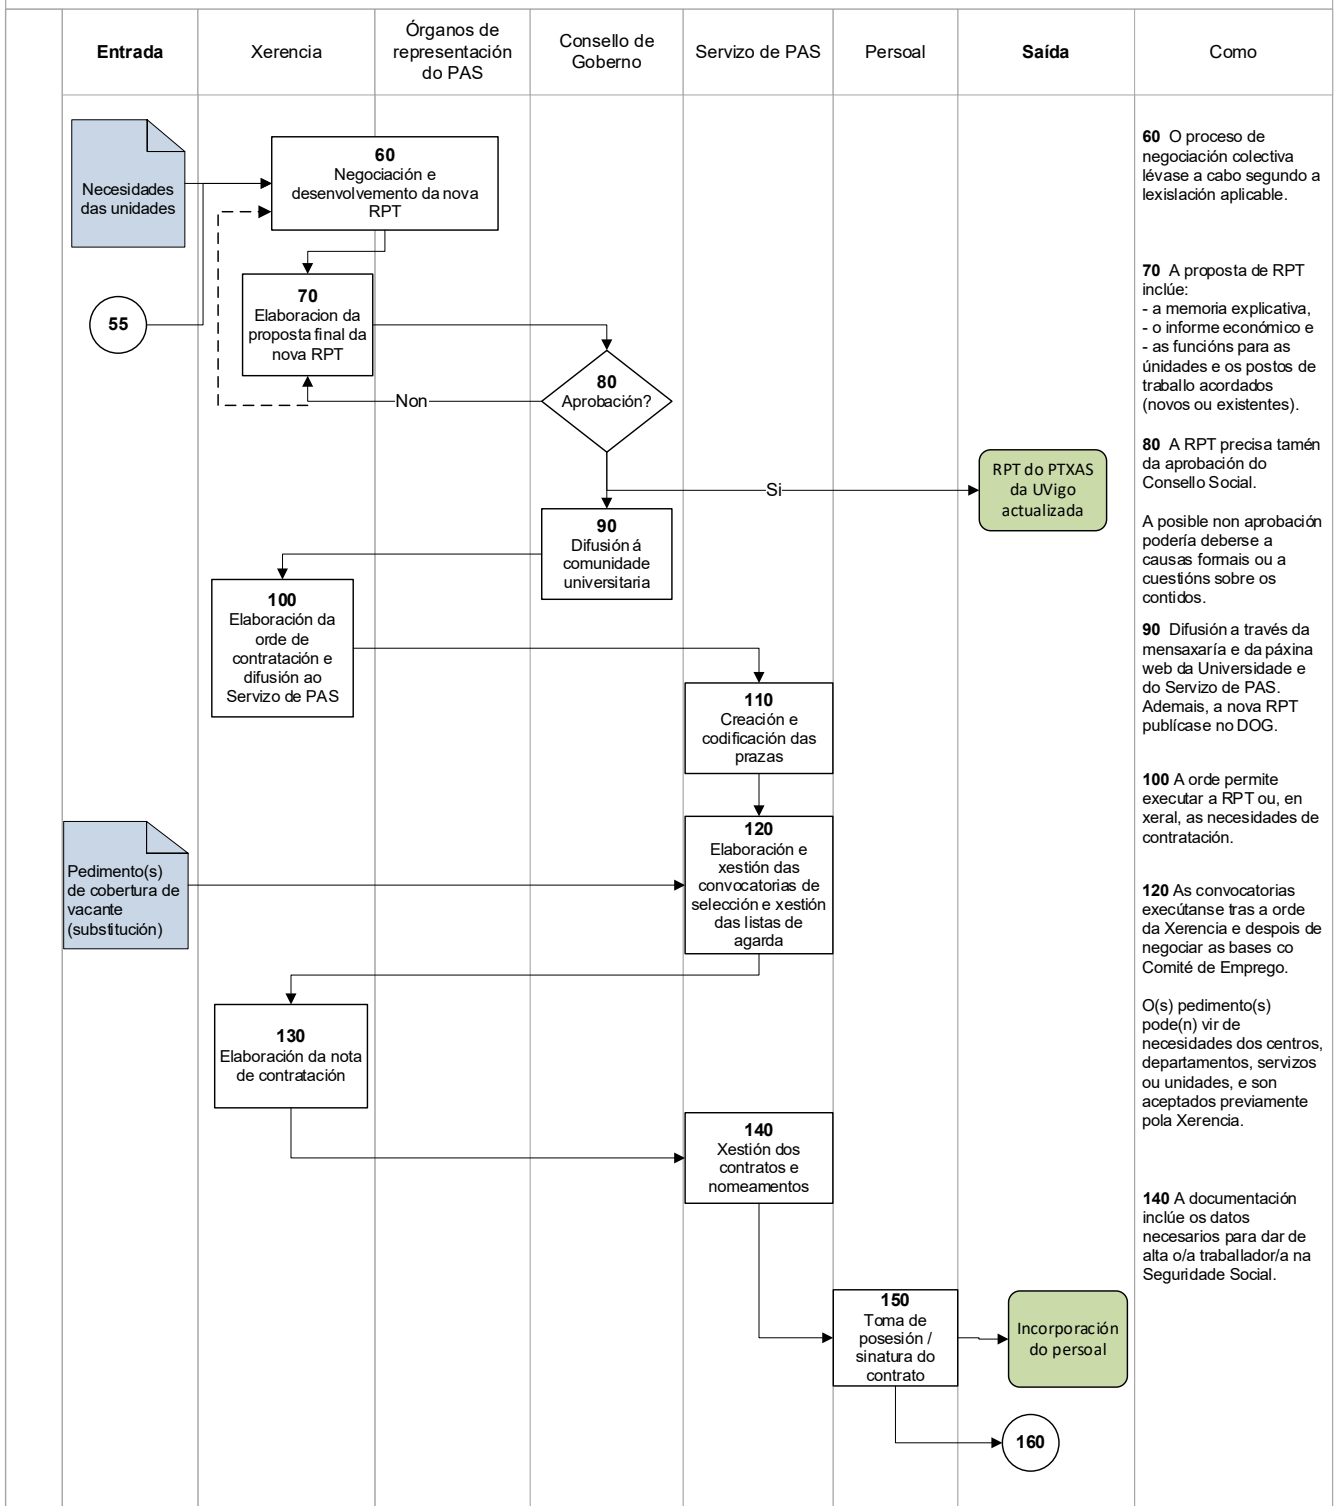 Entrada
Xerencia
Órganos de
representación
do PAS
Consello de
Goberno
Servizo de PAS
Persoal
Saída
Como
Necesidades
das unidades
60
Negociación e
desenvolvemento da nova
RPT
55
70
Elaboracion da
proposta final da
nova RPT
80
Aprobación?
Non
Si
RPT do PTXAS
da UVigo
actualizada
90
Difusión á
comunidade
universitaria
100
Elaboración da
orde de
contratación e
difusión ao
Servizo de PAS
110
Creación e
codificación das
prazas
Pedimento(s)
de cobertura de
vacante
(substitución)
120
Elaboración e
xestión das
convocatorias de
selección e xestión
das listas de
agarda
130
Elaboración da nota
de contratación
140
Xestión dos
contratos e
nomeamentos
150
Toma de
posesión /
sinatura do
contrato
Incorporación
do persoal
160
60 O proceso de
negociación colectiva
lévase a cabo segundo a
lexislación aplicable.
70 A proposta de RPT
inclúe:
- a memoria explicativa,
- o informe económico e
- as funcións para as
únidades e os postos de
traballo acordados
(novos ou existentes).
80 A RPT precisa tamén
da aprobación do
Consello Social.
A posible non aprobación
podería deberse a
causas formais ou a
cuestións sobre os
contidos.
90 Difusión a través da
mensaxaría e da páxina
web da Universidade e
do Servizo de PAS.
Ademais, a nova RPT
publícase no DOG.
100 A orde permite
executar a RPT ou, en
xeral, as necesidades de
contratación.
120 As convocatorias
execútanse tras a orde
da Xerencia e despois de
negociar as bases co
Comité de Emprego.
O(s) pedimento(s)
pode(n) vir de
necesidades dos centros,
departamentos, servizos
ou unidades, e son
aceptados previamente
pola Xerencia.
140 A documentación
inclúe os datos
necesarios para dar de
alta o/a traballador/a na
Seguridade Social.